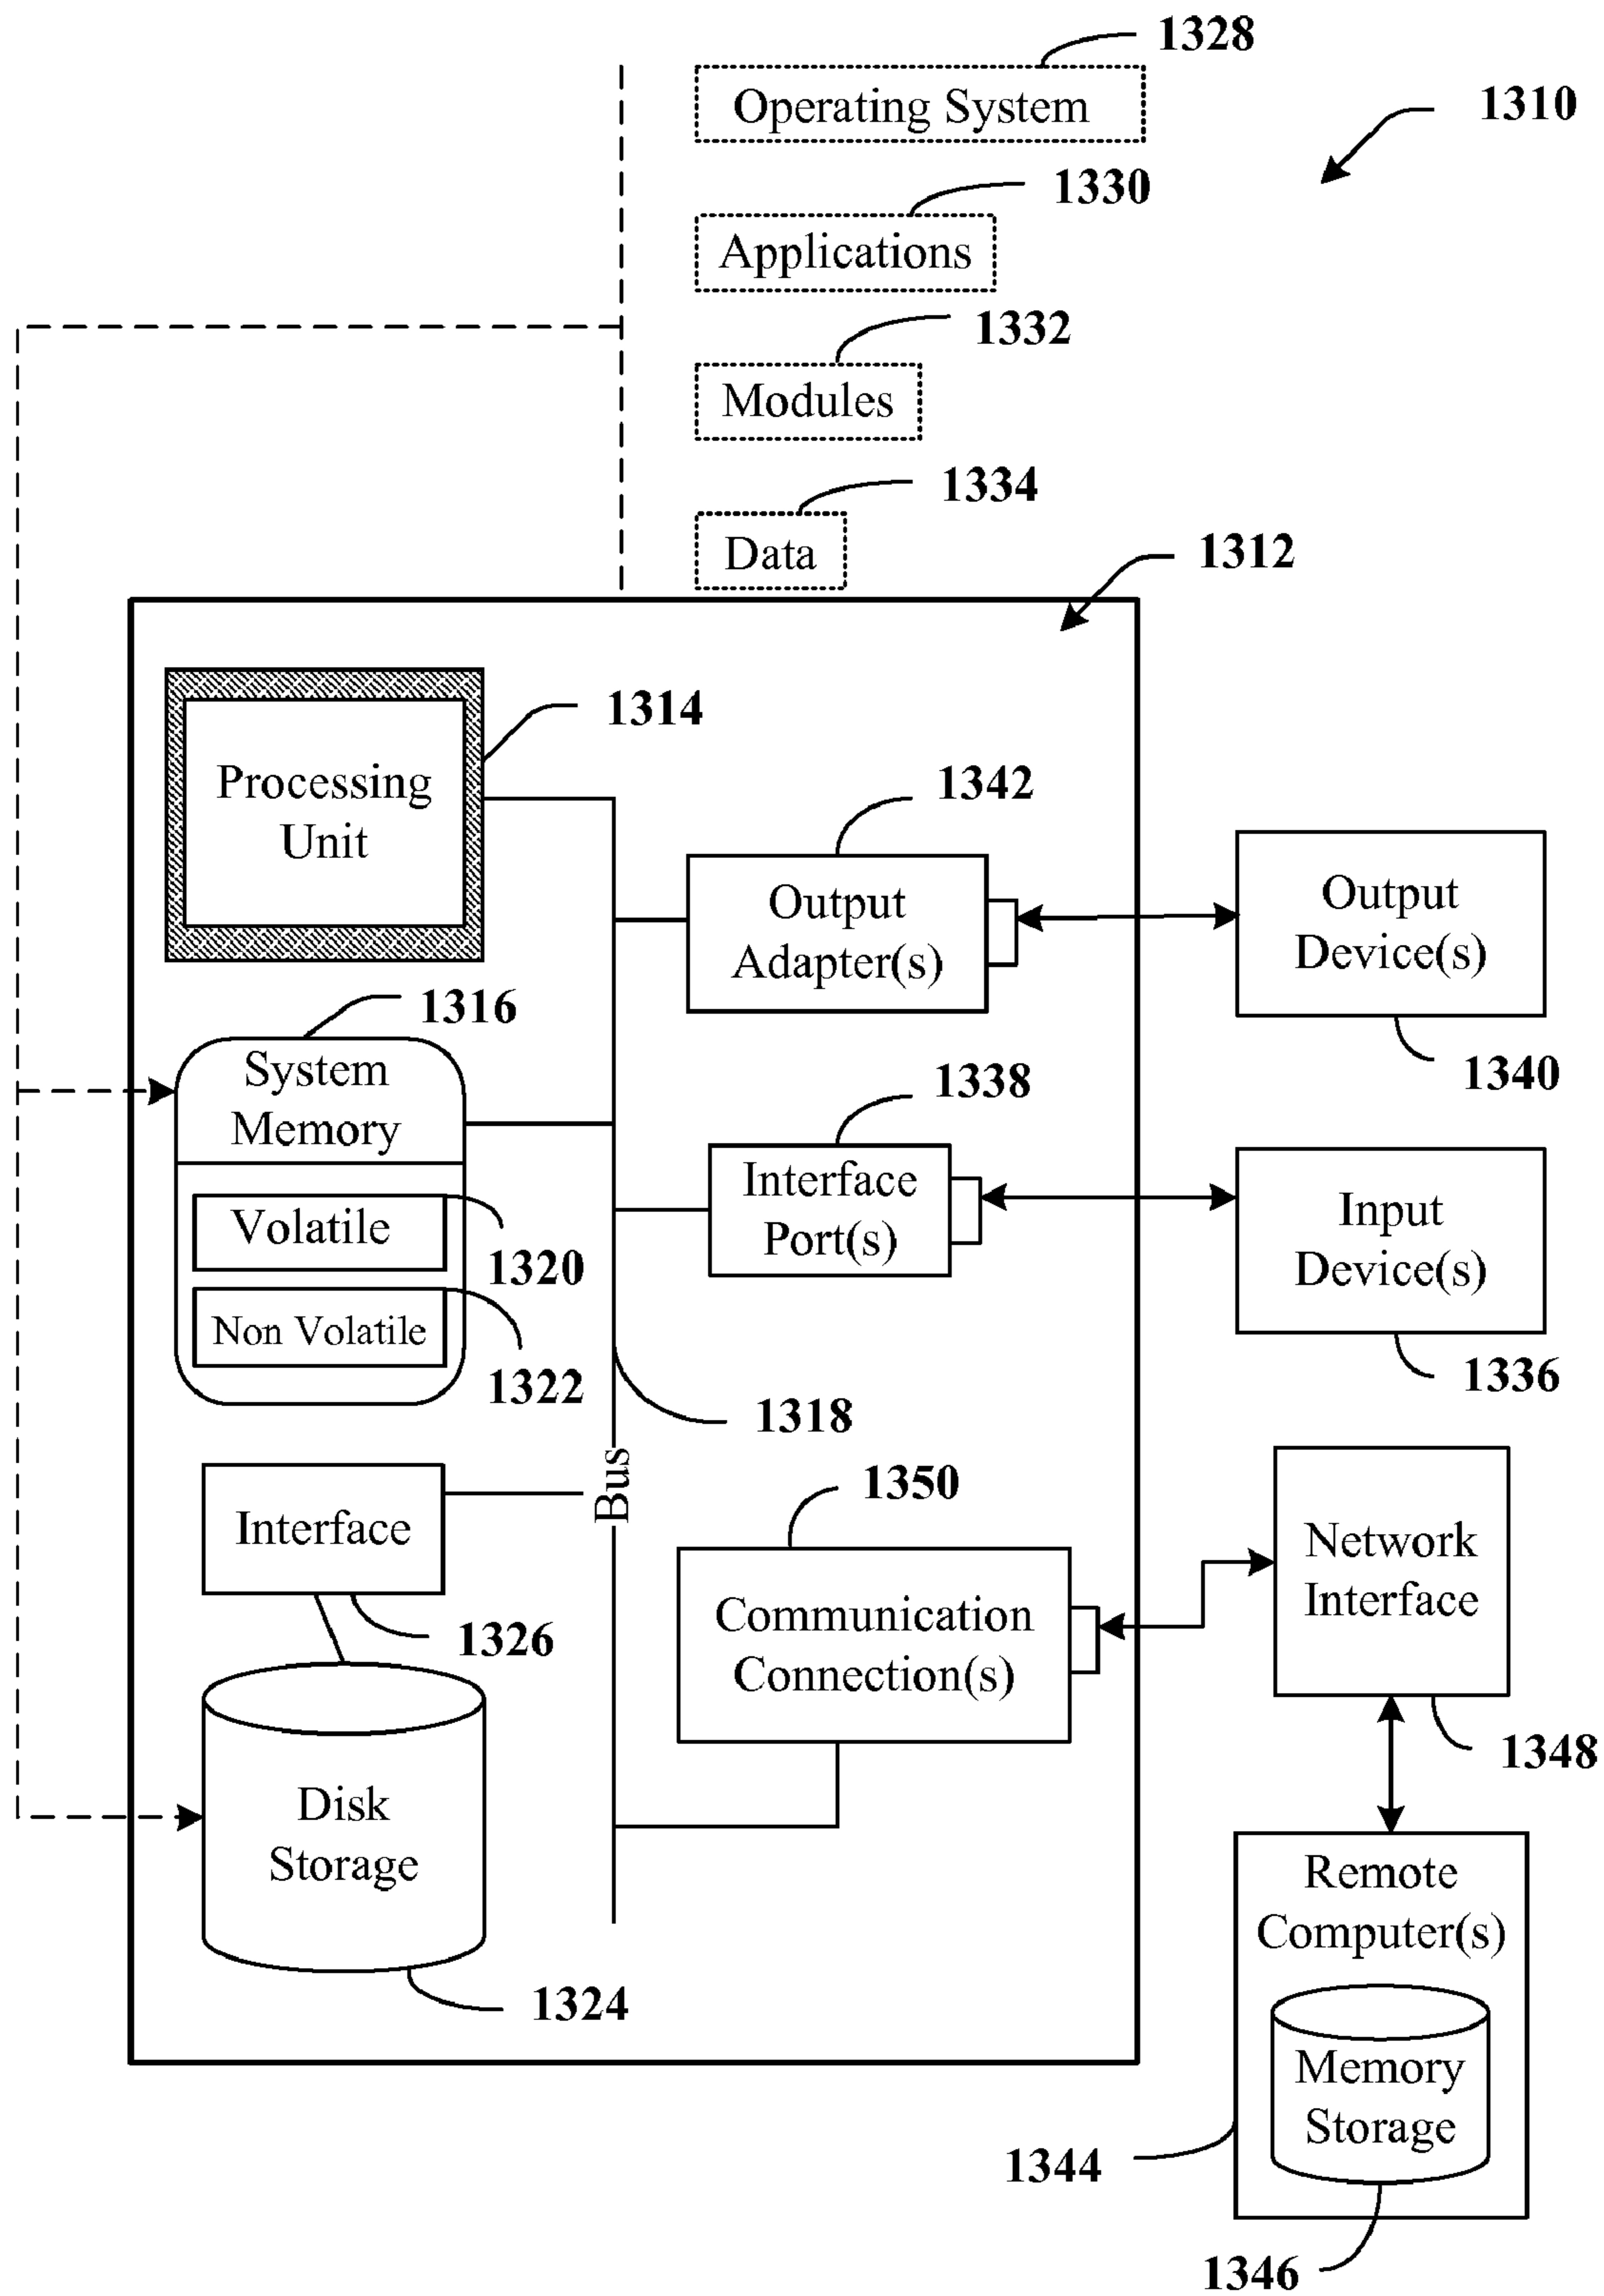 1328
Operating System
1310
1330
Applications
1332
Modules
1334
Data
1312
1314
Processing
Unit
1342
Output
Adapter(s)
Output
Device(s)
1340
1316
System
Memory
1338
Interface
Port(s)
Input
Device(s)
1336
Volatile
1320
Non Volatile
1322
1318
Bus
1350
Interface
1326
Communication
Connection(s)
Network
Interface
1348
Disk
Storage
1324
Remote
Computer(s)
Memory
Storage
1344
1346